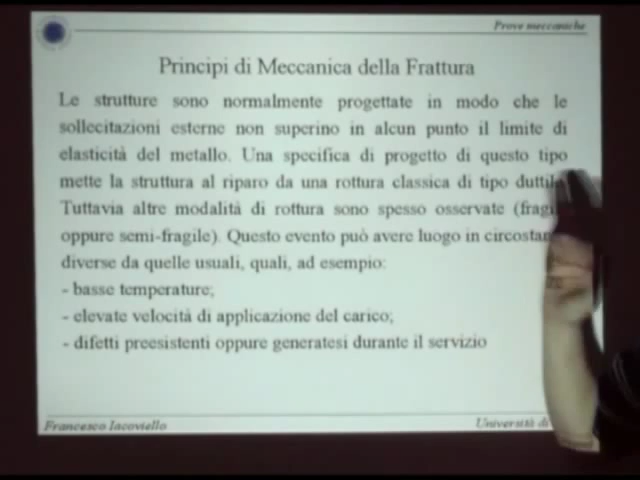 Prove meccaniche
Principi di Meccanica della Frattura
Le strutture sono normalmente progettate in modo che le
sollecitazioni esterne non superino in alcun punto il limite di
elasticità del metallo. Una specifica di progetto di questo tipo
mette la struttura al riparo da una rottura classica di tipo duttile.
Tuttavia altre modalità di rottura sono spesso osservate (fragi
oppure semi-fragile). Questo evento può avere luogo in circostan
diverse da quelle usuali, quali, ad esempio:
- basse temperature;
- elevate velocità di applicazione del carico;
- difetti preesistenti oppure generatesi durante il servizio
Francesco Iacoviello
Università di